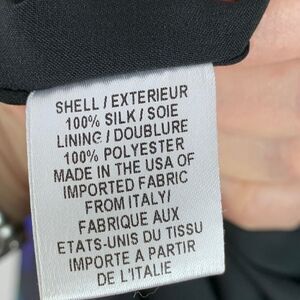 SHELL / EXTERIEUR
100% SILK / SOIE
LINING / DOUBLURE
100% POLYESTER
MADE IN THE USA OF
IMPORTED FABRIC
FROM ITALY/
FABRIQUE AUX
ETATS-UNIS DU TISSU
IMPORTE A PARTIR
DE L'ITALIE